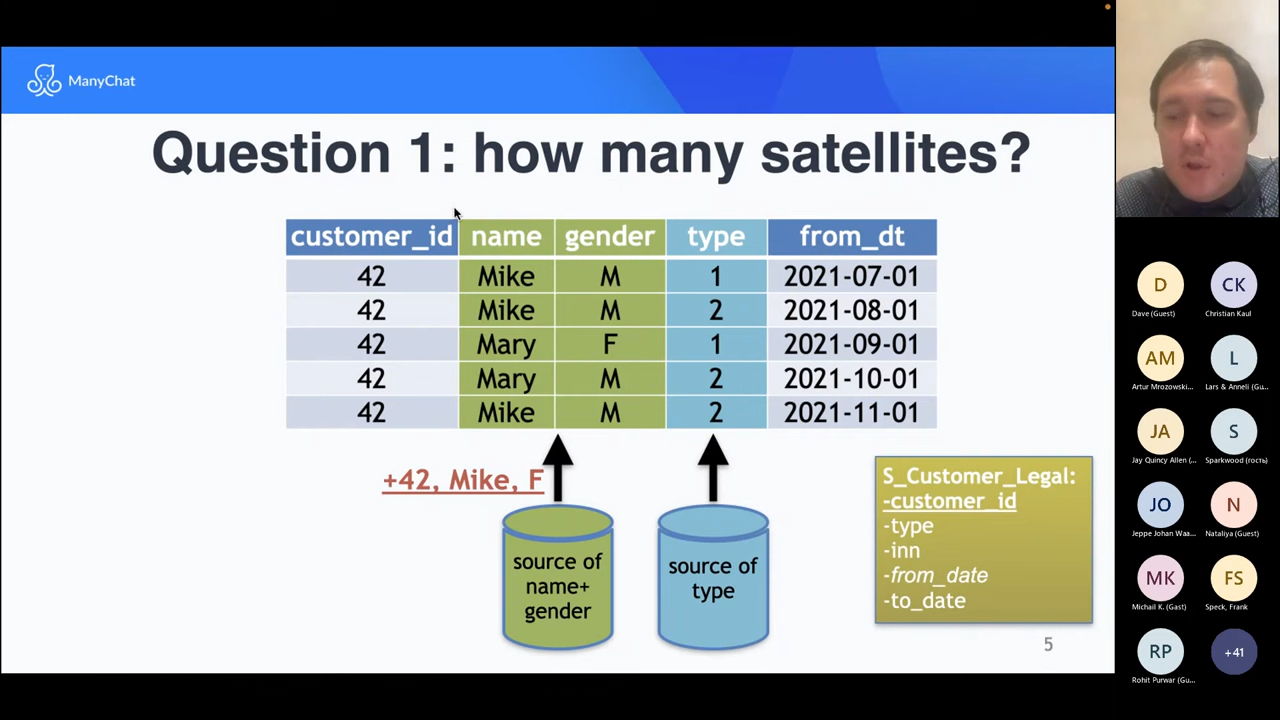 ManyChat
Question 1: how many satellites?
customer_id name gender type from_dt
42 Mike M 1 2021-07-01
42 Mike M 2 2021-08-01
42 Mary F 1 2021-09-01
42 Mary M 2 2021-10-01
42 Mike M 2 2021-11-01
+42, Mike, F
source of
name+
gender
source of
type
S_Customer_Legal:
-customer_id
-type
-inn
-from_date
-to_date
5
D
Dave (Guest)
CK
Christian Kaul
AM
Artur Mrozowski...
L
Lars & Anneli (Gu...
JA
Jay Quincy Allen (...
S
Sparkwood (гость)
JO
Jeppe Johan Waa...
N
Nataliya (Guest)
MK
Michail K. (Gast)
FS
Speck, Frank
RP
Rohit Purwar (Gu...
+41